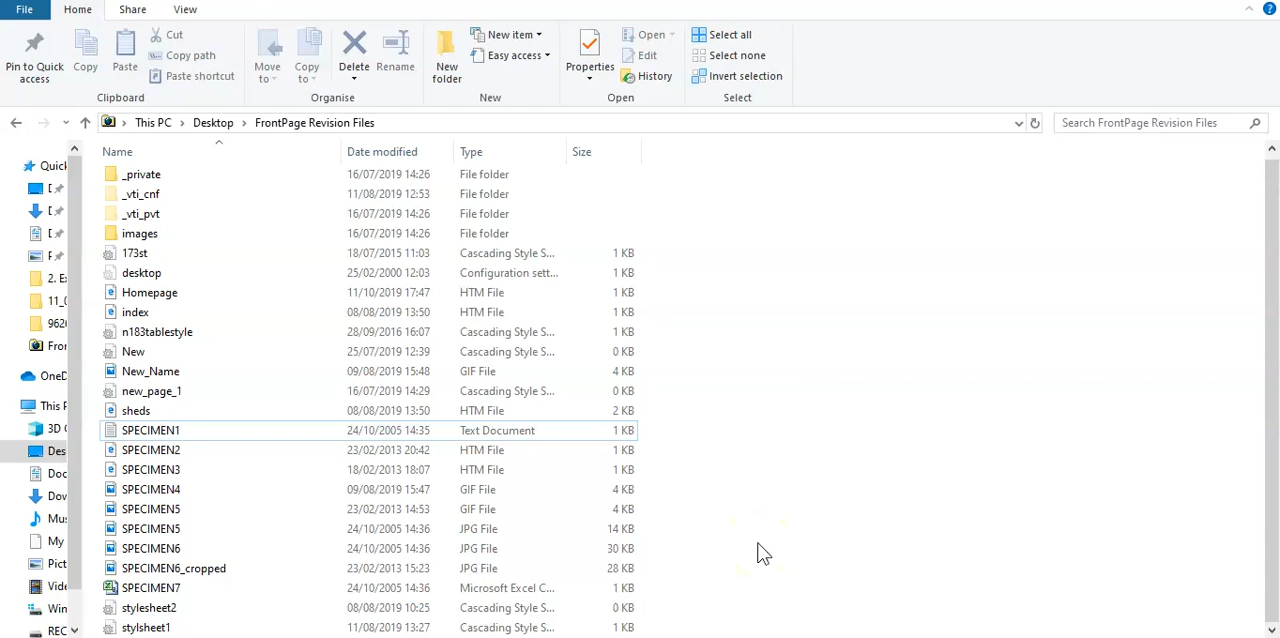 File Home Share View
Pin to Quick access
Copy
Paste
Cut
Copy path
Paste shortcut
Clipboard
Move to
Copy to
Delete
Rename
Organise
New folder
New item
Easy access
New
Properties
Open
Edit
History
Open
Select all
Select none
Invert selection
Select
This PC > Desktop > FrontPage Revision Files
Search FrontPage Revision Files
Quick
D
D
D
P
2. E
11_0
962
Fro
OneD
This P
3D
Des
Doc
Dow
Mus
My
Pict
Vide
Win
REC
Name Date modified Type Size
_private 16/07/2019 14:26 File folder
_vti_cnf 11/08/2019 12:53 File folder
_vti_pvt 16/07/2019 14:26 File folder
images 16/07/2019 14:26 File folder
173st 18/07/2015 11:03 Cascading Style S... 1 KB
desktop 25/02/2000 12:03 Configuration sett... 1 KB
Homepage 11/10/2019 17:47 HTM File 1 KB
index 08/08/2019 13:50 HTM File 1 KB
n183tablestyle 28/09/2016 16:07 Cascading Style S... 1 KB
New 25/07/2019 12:39 Cascading Style S... 0 KB
New_Name 09/08/2019 15:48 GIF File 4 KB
new_page_1 16/07/2019 14:29 Cascading Style S... 0 KB
sheds 08/08/2019 13:50 HTM File 2 KB
SPECIMEN1 24/10/2005 14:35 Text Document 1 KB
SPECIMEN2 23/02/2013 20:42 HTM File 1 KB
SPECIMEN3 18/02/2013 18:07 HTM File 1 KB
SPECIMEN4 09/08/2019 15:47 GIF File 4 KB
SPECIMEN5 23/02/2013 14:53 GIF File 4 KB
SPECIMEN5 24/10/2005 14:36 JPG File 14 KB
SPECIMEN6 24/10/2005 14:36 JPG File 30 KB
SPECIMEN6_cropped 23/02/2013 15:23 JPG File 28 KB
SPECIMEN7 24/10/2005 14:36 Microsoft Excel C... 1 KB
stylesheet2 08/08/2019 10:25 Cascading Style S... 0 KB
stylsheet1 11/08/2019 13:27 Cascading Style S... 1 KB